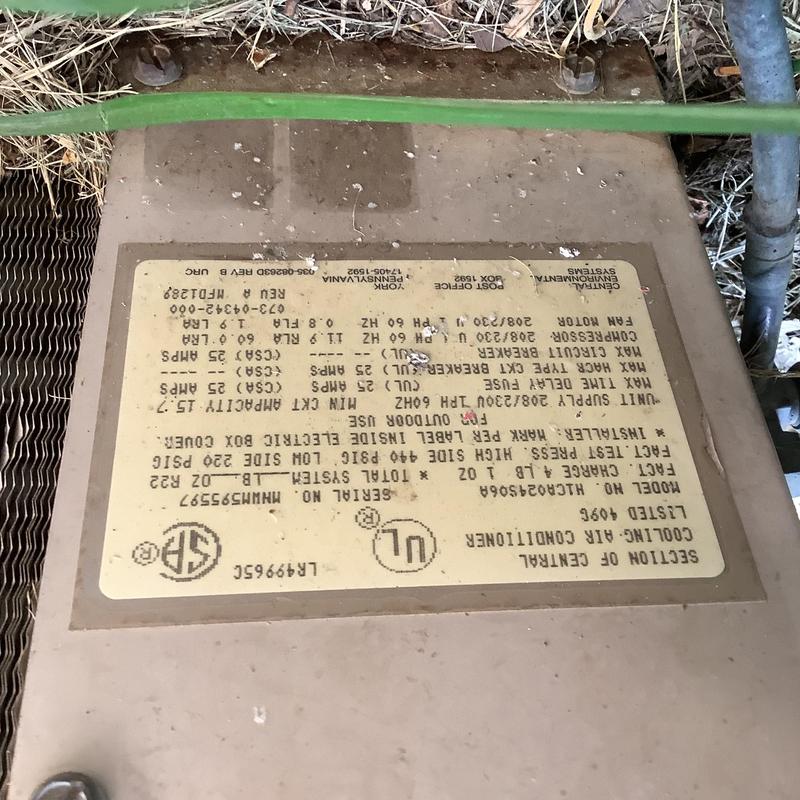 LR49965C
SECTION OF CENTRAL
COOLING AIR CONDITIONER
LISTED 409G
UL ®
SA ®
MODEL NO. H1CA024S06A SERIAL NO. MNWM595597
FACT. CHARGE 4 LB 1 OZ * TOTAL SYSTEM__LB__OZ R22
FACT.TEST PRESS. HIGH SIDE 440 PSIG LOW SIDE 220 PSIG
* INSTALLER: MARK PER LABEL INSIDE ELECTRIC BOX COVER.
FOR OUTDOOR USE
UNIT SUPPLY 208/230V 1PH 60HZ MIN CKT AMPACITY 15.7
MAX TIME DELAY FUSE (UL) 25 AMPS (CSA) 25 AMPS
MAX HACR TYPE CKT BREAKER(UL) 25 AMPS (CSA) -- ----
MAX CIRCUIT BREAKER (UL) -- ---- (CSA) 25 AMPS
COMPRESSOR 208/230 V 1 PH 60 HZ 11.9 RLA 60.0 LRA
FAN MOTOR 208/230 V 1 PH 60 HZ 0.8 FLA 1.9 LRA
073-04342-000
REV A MFD1289
CENTRAL ENVIRONMENTAL SYSTEMS POST OFFICE BOX 1592 YORK, PENNSYLVANIA 17405-1592 035-08263D REV B URC